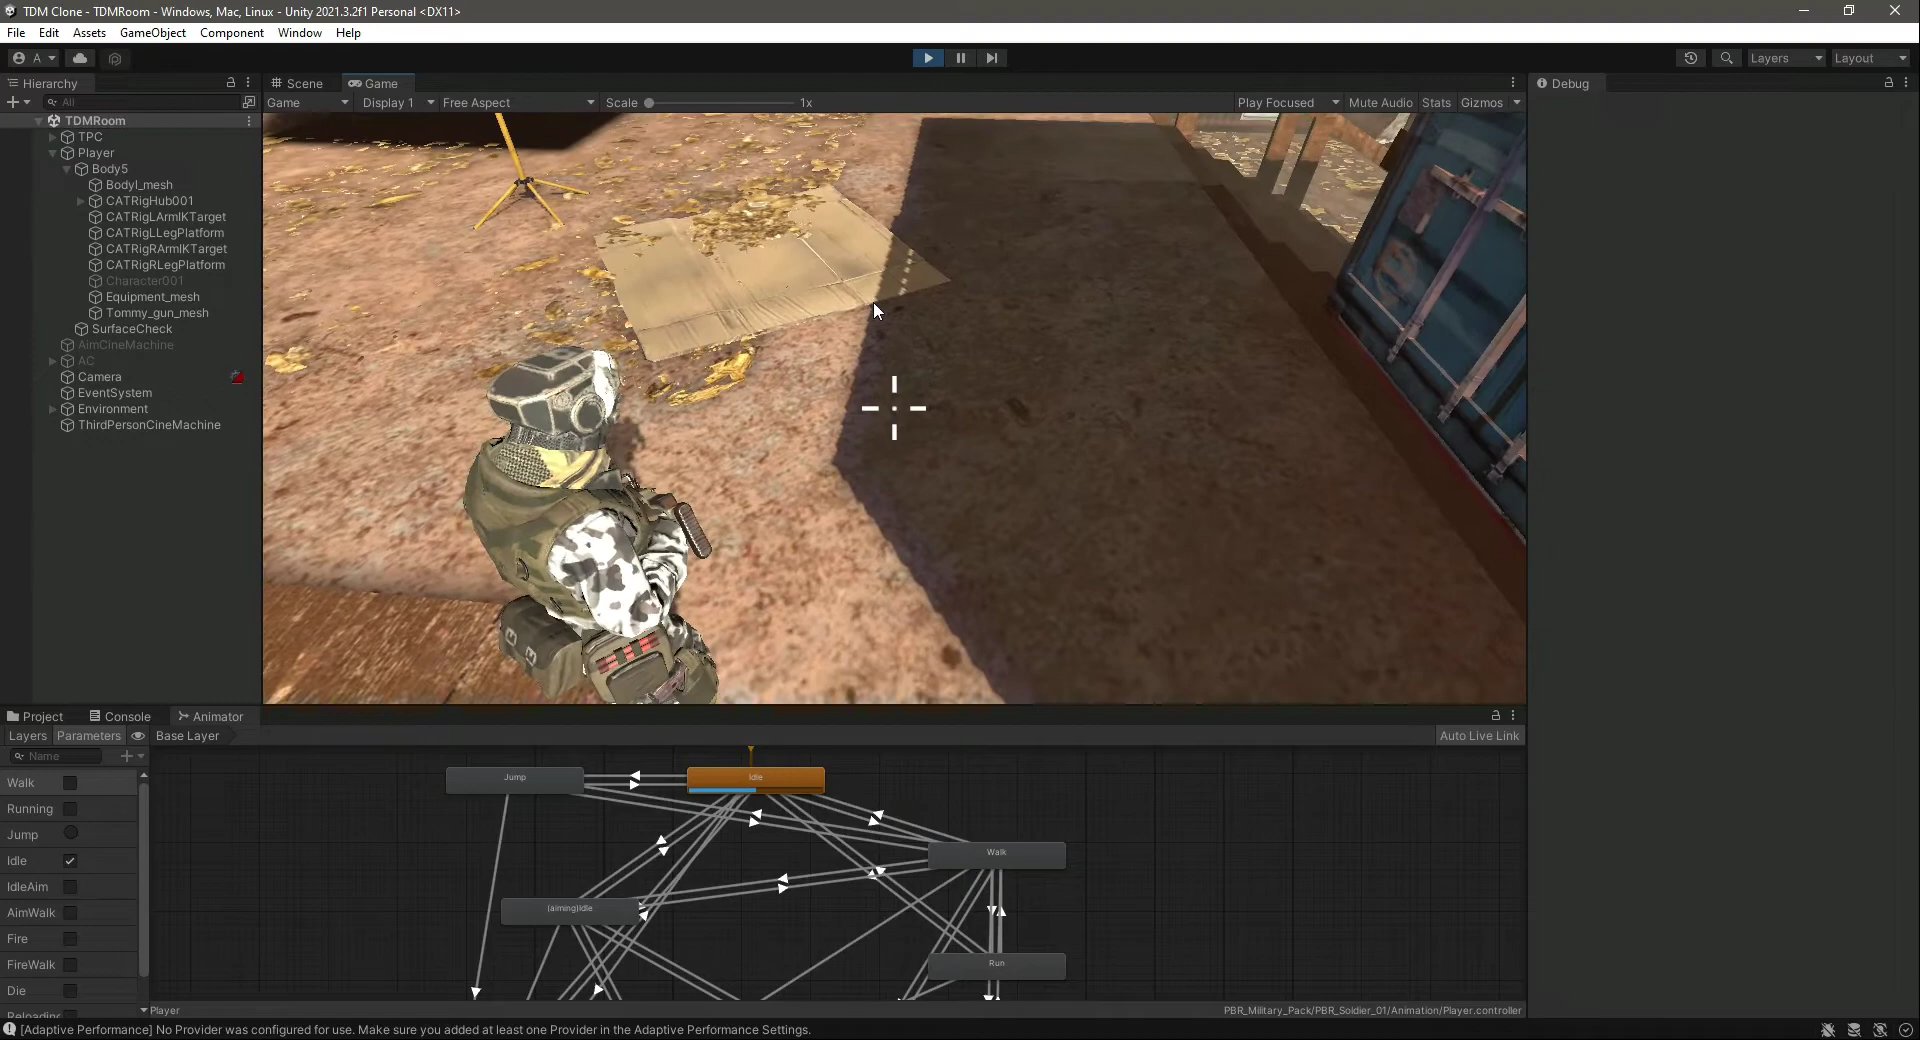 TDM Clone - TDMRoom - Windows, Mac, Linux - Unity 2021.3.2f1 Personal <DX11>
File Edit Assets GameObject Component Window Help
A Layers Layout
Hierarchy Scene Game Debug
All Game Display 1 Free Aspect Scale 1x Play Focused Mute Audio Stats Gizmos
TDMRoom
TPC
Player
Body5
Bodyl_mesh
CATRigHub001
CATRigLArmIKTarget
CATRigLLegPlatform
CATRigRArmIKTarget
CATRigRLegPlatform
Character001
Equipment_mesh
Tommy_gun_mesh
SurfaceCheck
AimCineMachine
AC
Camera
EventSystem
Environment
ThirdPersonCineMachine
Project Console Animator
Layers Parameters Base Layer Auto Live Link
Name
Jump Idle
Walk
(aiming)Idle
Run
Walk
Running
Jump
Idle
IdleAim
AimWalk
Fire
FireWalk
Die
Reloading
Player PBR_Military_Pack/PBR_Soldier_01/Animation/Player.controller
[Adaptive Performance] No Provider was configured for use. Make sure you added at least one Provider in the Adaptive Performance Settings.